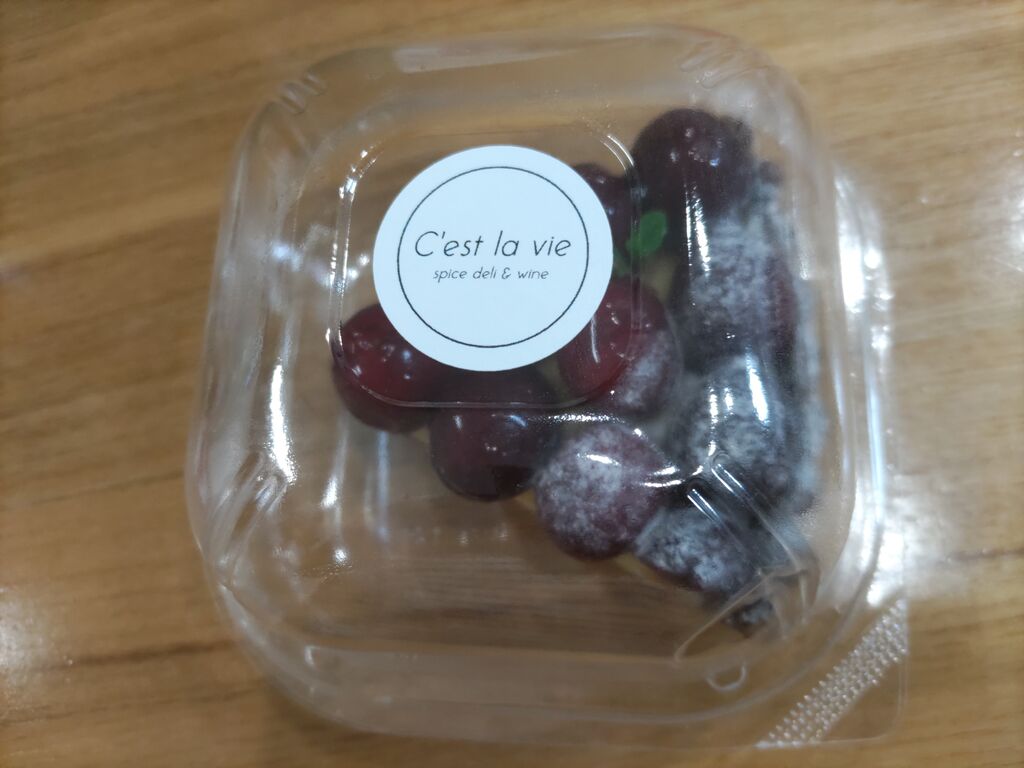 C'est la vie
spice deli & wine